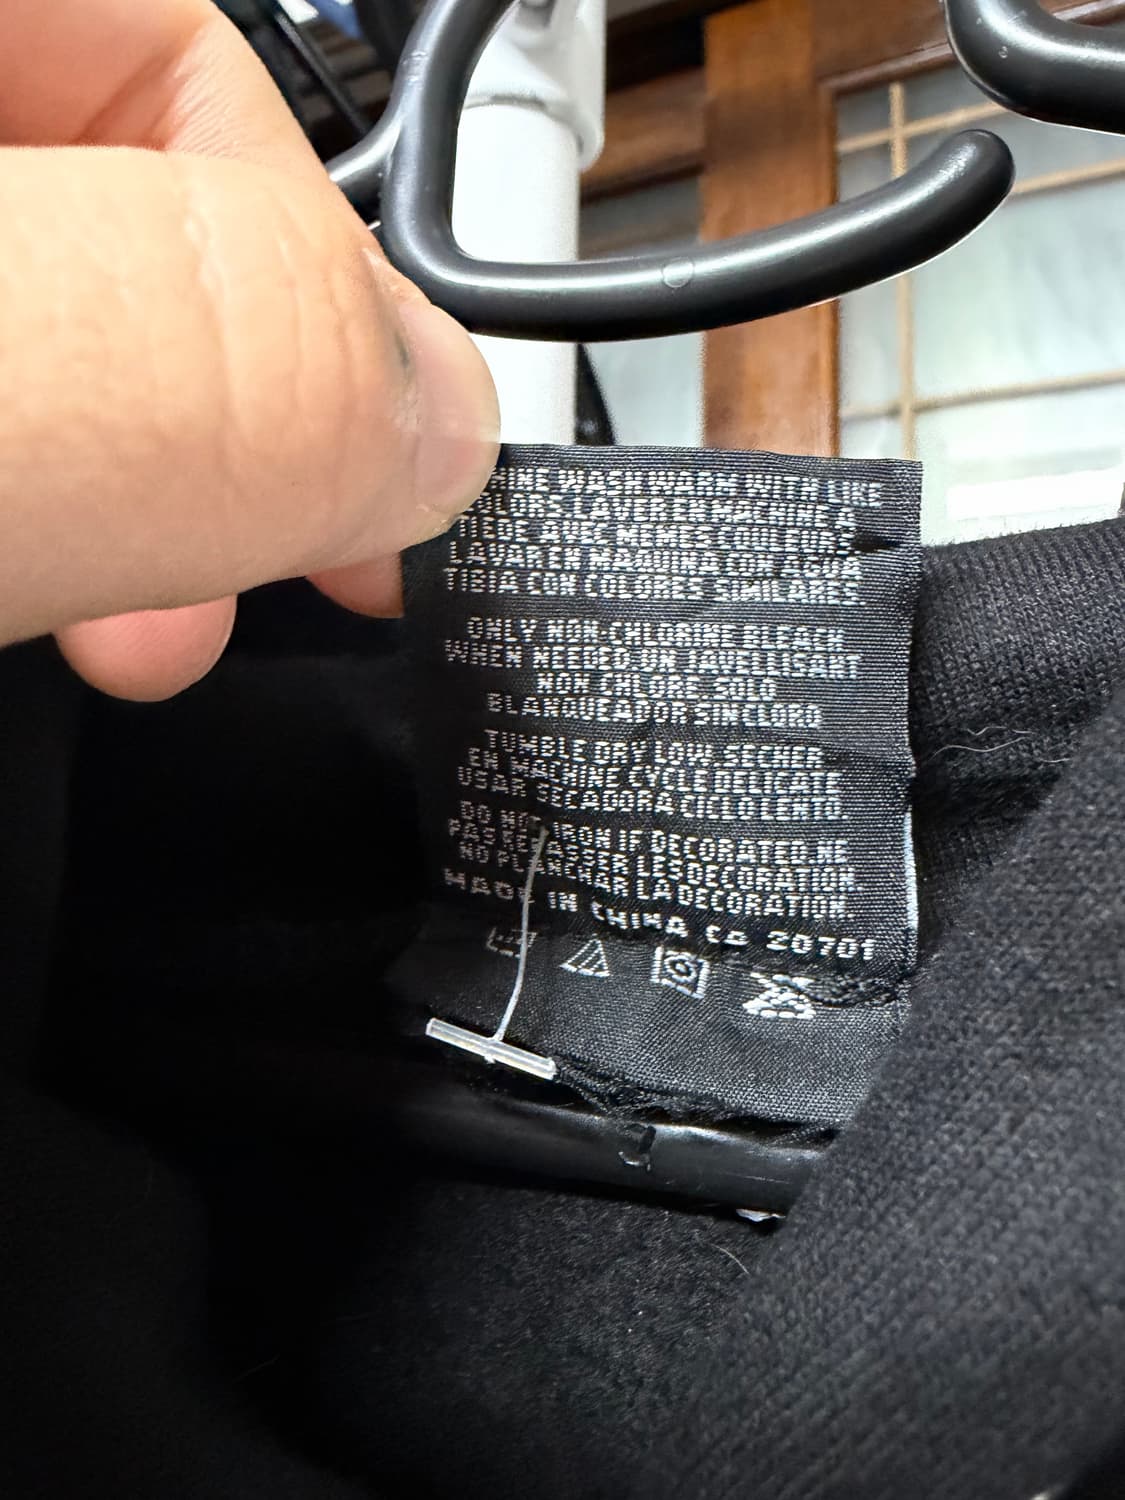 HINE WASH WARM WITH LIKE
COLORS LAVER EN MACHINE A
TIEDE AVEC MEMES COULEURS
LAVAR EN MAQUINA CON AGUA
TIBIA CON COLORES SIMILARES
ONLY NON-CHLORINE BLEACH
WHEN NEEDED UN JAVELLISANT
NON CHLORE SOLO
BLANQUEADOR SIN CLORO
TUMBLE DRY LOW SECHER
EN MACHINE CYCLE DELICATE
USAR SECADORA CICLO LENTO
DO NOT IRON IF DECORATED NE
PAS REPASSER LES DECORATION
NO PLANCHAR LA DECORATION
MADE IN CHINA CA 20701